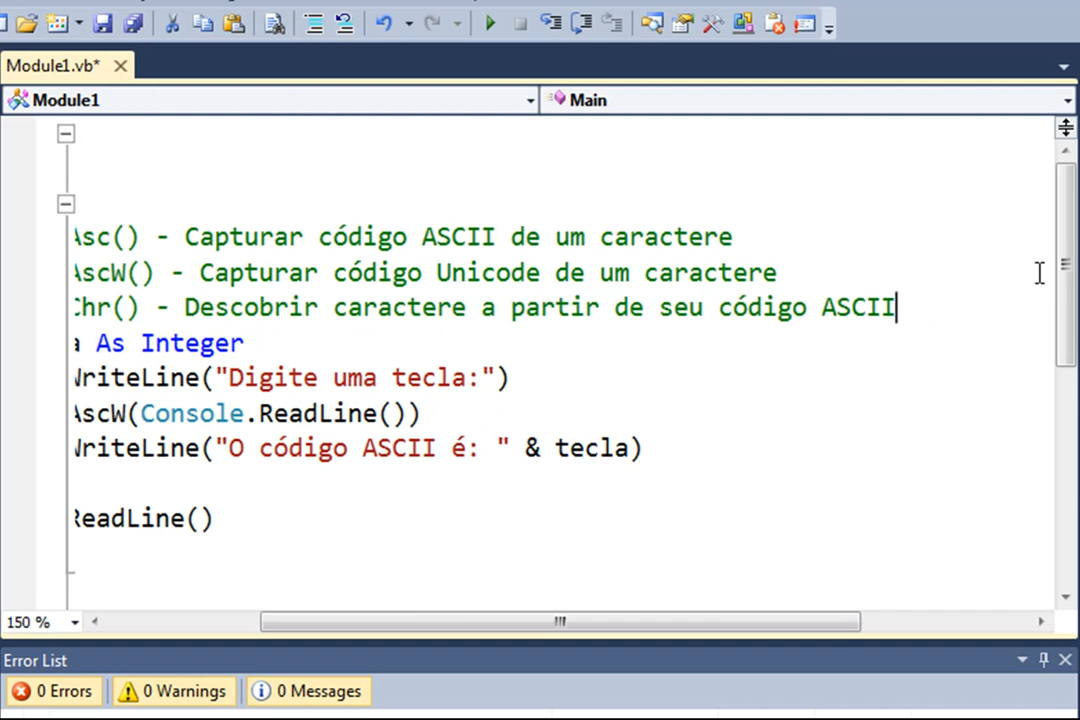 Module1.vb*
Module1
Main
Asc() - Capturar código ASCII de um caractere
AscW() - Capturar código Unicode de um caractere
Chr() - Descobrir caractere a partir de seu código ASCII
a As Integer
WriteLine("Digite uma tecla:")
AscW(Console.ReadLine())
WriteLine("O código ASCII é: " & tecla)
ReadLine()
150 %
Error List
0 Errors
0 Warnings
0 Messages